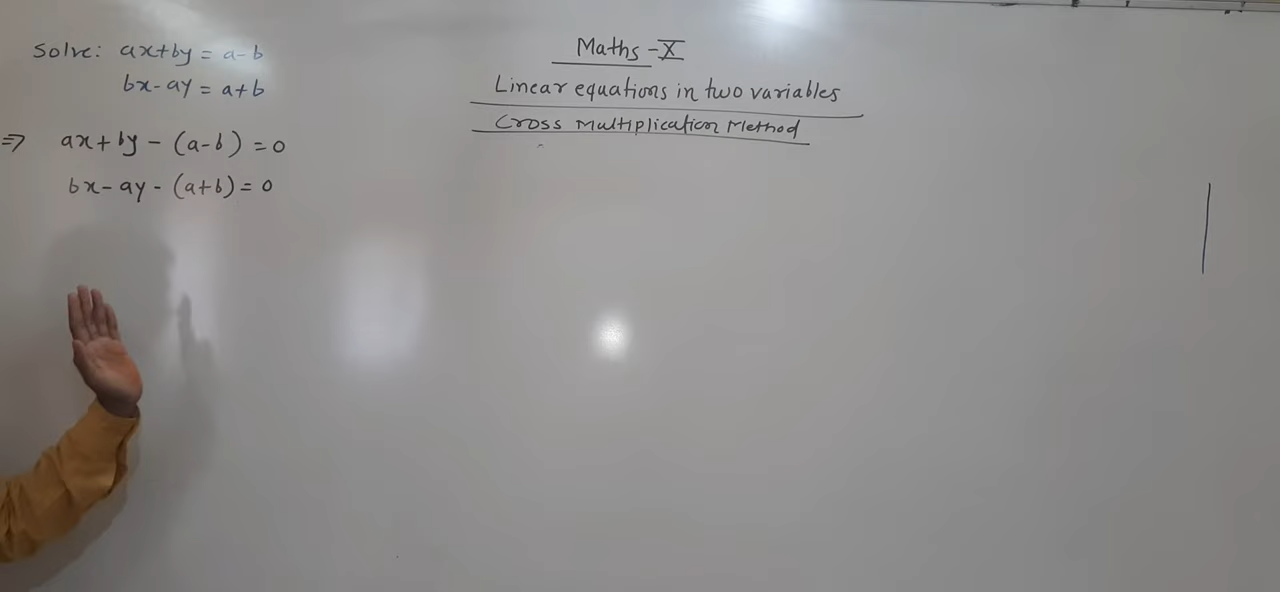 Solve: ax+by = a-b
bx-ay = a+b
⇒ ax+by-(a-b) = 0
bx-ay-(a+b) = 0
Maths-X
Linear equations in two variables
Cross Multiplication Method